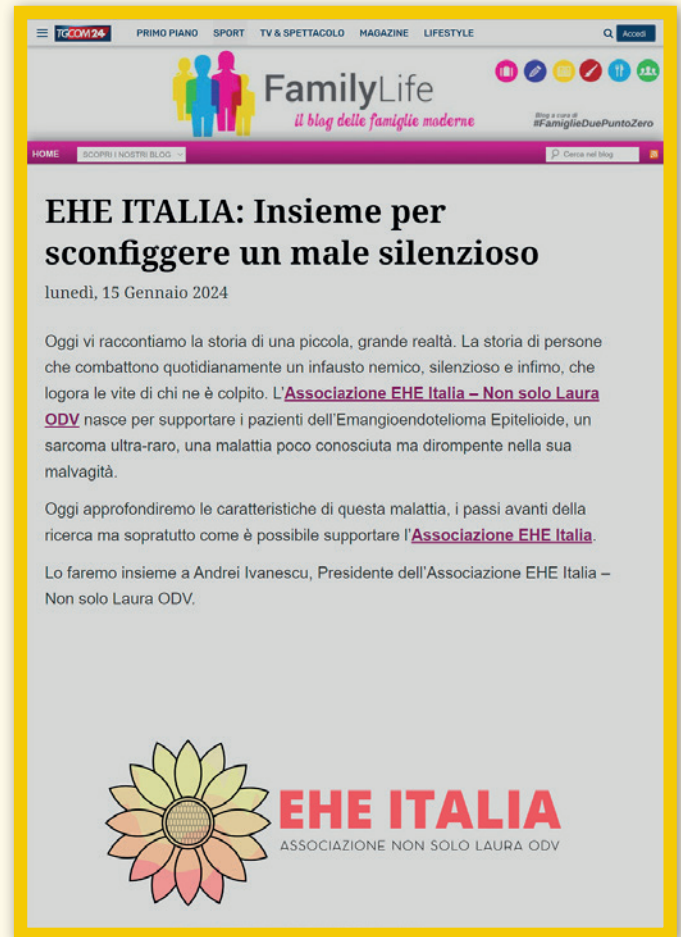 TGCOM24 PRIMO PIANO SPORT TV & SPETTACOLO MAGAZINE LIFESTYLE Accedi
FamilyLife
il blog delle famiglie moderne
Blog a cura di
#FamiglieDuePuntoZero
HOME SCOPRI I NOSTRI BLOG Cerca nel blog
EHE ITALIA: Insieme per
sconfiggere un male silenzioso
lunedì, 15 Gennaio 2024
Oggi vi raccontiamo la storia di una piccola, grande realtà. La storia di persone
che combattono quotidianamente un infausto nemico, silenzioso e infimo, che
logora le vite di chi ne è colpito. L'Associazione EHE Italia – Non solo Laura
ODV nasce per supportare i pazienti dell'Emangioendotelioma Epitelioide, un
sarcoma ultra-raro, una malattia poco conosciuta ma dirompente nella sua
malvagità.
Oggi approfondiremo le caratteristiche di questa malattia, i passi avanti della
ricerca ma sopratutto come è possibile supportare l'Associazione EHE Italia.
Lo faremo insieme a Andrei Ivanescu, Presidente dell'Associazione EHE Italia –
Non solo Laura ODV.
EHE ITALIA
ASSOCIAZIONE NON SOLO LAURA ODV